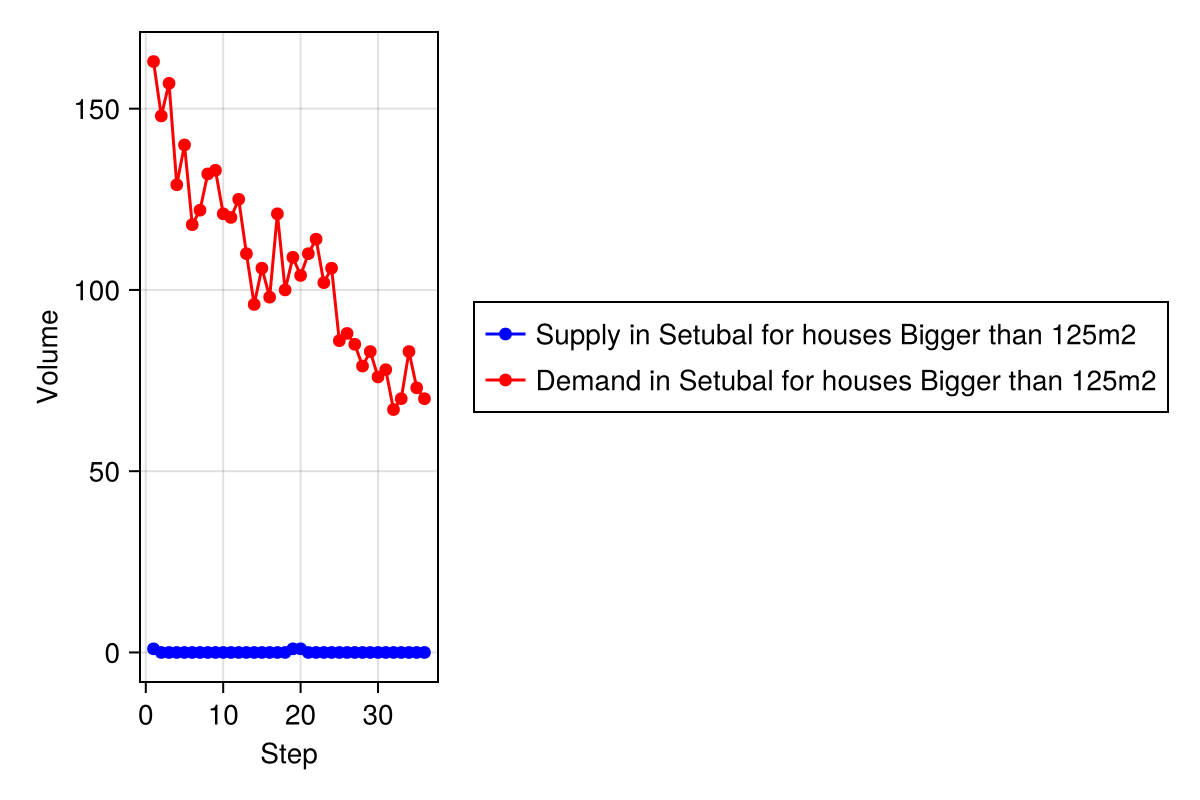 150
100
50
0
0 10 20 30
Volume
Step
Supply in Setubal for houses Bigger than 125m2
Demand in Setubal for houses Bigger than 125m2